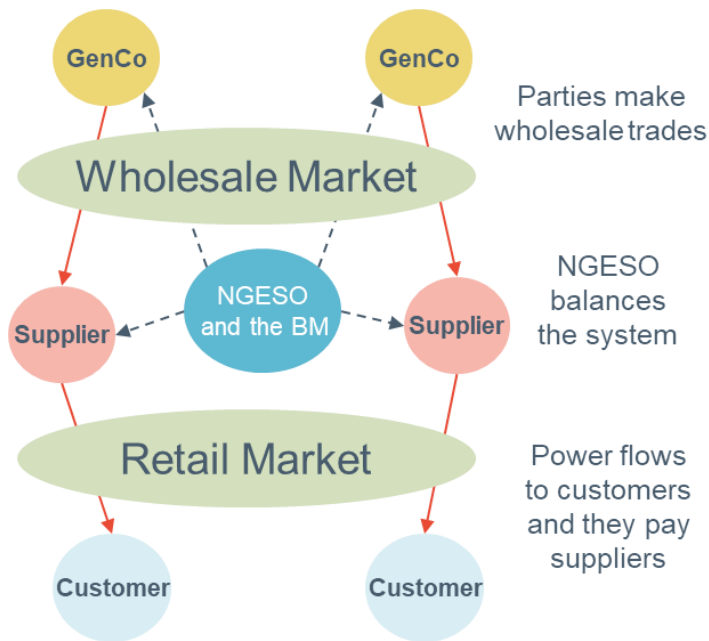 GenCo
GenCo
Parties make
wholesale trades
Wholesale Market
NGESO
and the BM
Supplier
Supplier
NGESO
balances
the system
Retail Market
Power flows
to customers
and they pay
suppliers
Customer
Customer